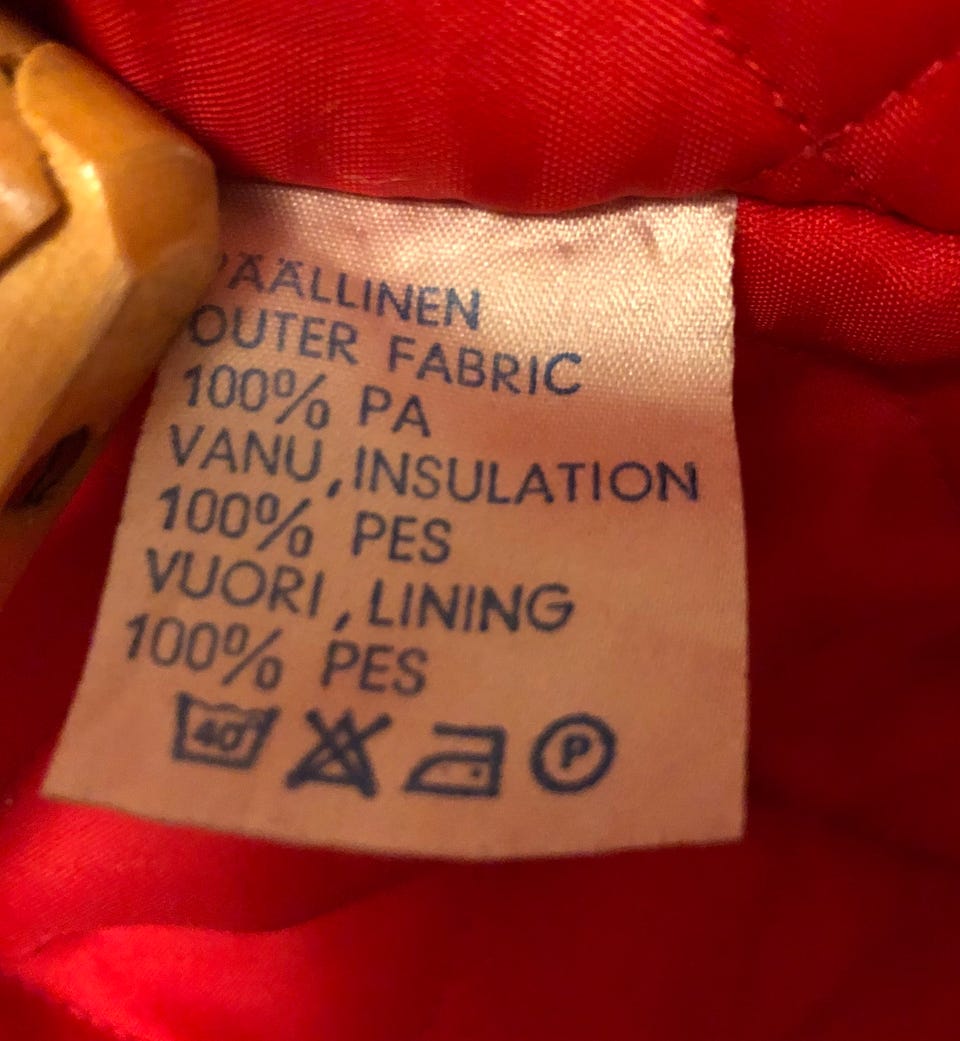 PÄÄLLINEN
OUTER FABRIC
100% PA
VANU, INSULATION
100% PES
VUORI, LINING
100% PES
40 P